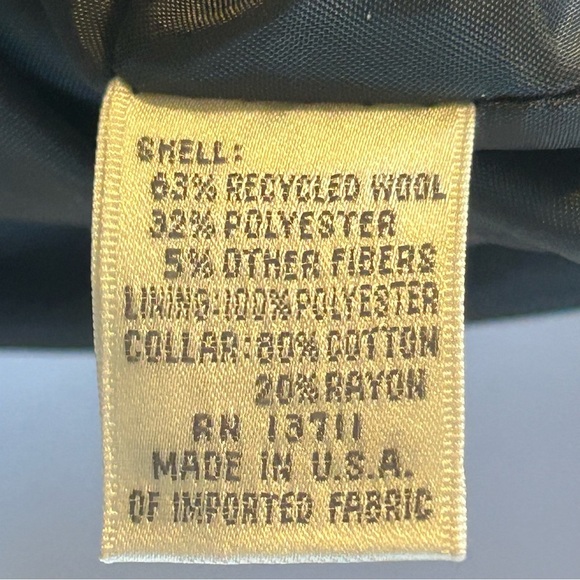 SHELL:
63% RECYCLED WOOL
32% POLYESTER
5% OTHER FIBERS
LINING:100% POLYESTER
COLLAR:80% COTTON
20% RAYON
RN 13711
MADE IN U.S.A.
OF IMPORTED FABRIC